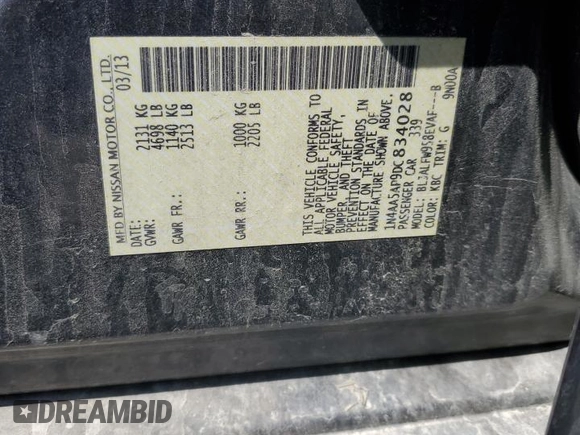 MFD BY NISSAN MOTOR CO., LTD.
DATE: 03/13
GVWR: 2131 KG
4698 LB
GAWR FR: 1140 KG
2513 LB
GAWR RR: 1000 KG
2205 LB
THIS VEHICLE CONFORMS TO
ALL APPLICABLE FEDERAL
MOTOR VEHICLE SAFETY,
BUMPER, AND THEFT
PREVENTION STANDARDS IN
EFFECT ON THE DATE OF
MANUFACTURE SHOWN ABOVE.
1N4AA5AP9DC834028
PASSENGER CAR 339
MODEL: BLJALFW958EVAF---B
COLOR: KBC TRIM: G 9N00A
DREAMBID